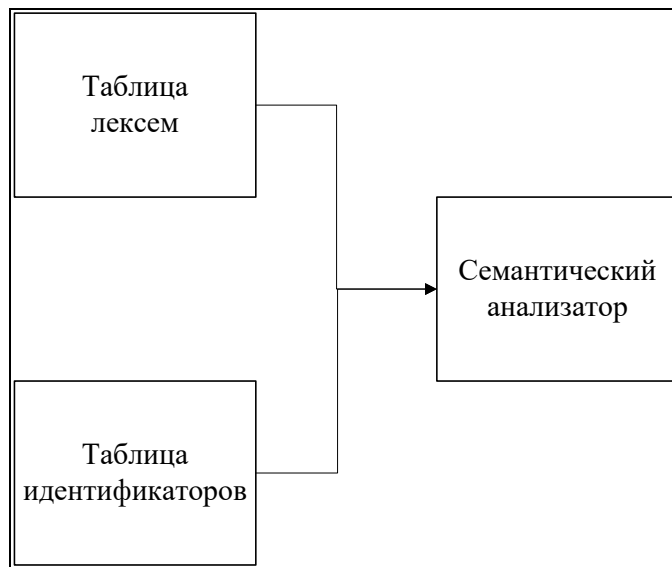 Таблица
лексем
Семантический
анализатор
Таблица
идентификаторов